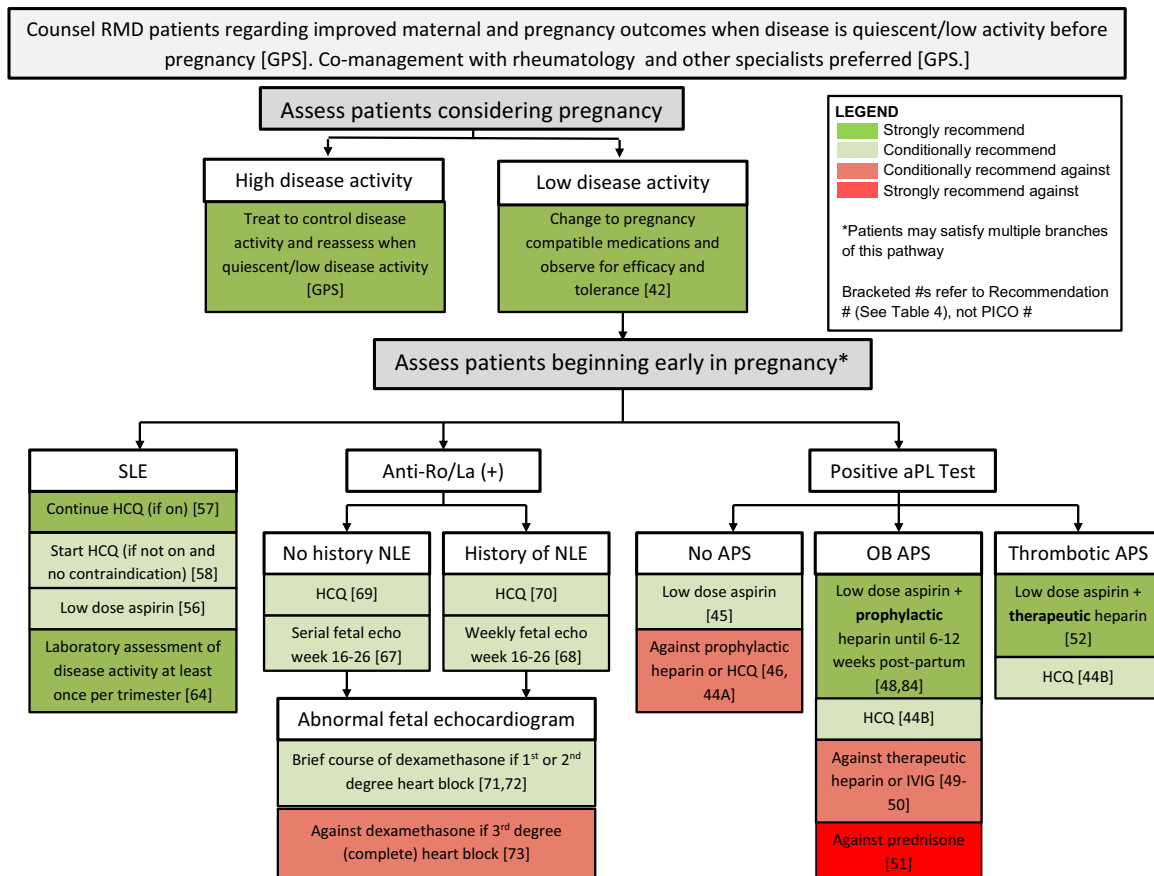 Counsel RMD patients regarding improved maternal and pregnancy outcomes when disease is quiescent/low activity before
pregnancy [GPS]. Co-management with rheumatology and other specialists preferred [GPS.]
Assess patients considering pregnancy
LEGEND
Strongly recommend
Conditionally recommend
Conditionally recommend against
Strongly recommend against
*Patients may satisfy multiple branches
of this pathway
Bracketed #s refer to Recommendation
# (See Table 4), not PICO #
High disease activity
Treat to control disease
activity and reassess when
quiescent/low disease activity
[GPS]
Low disease activity
Change to pregnancy
compatible medications and
observe for efficacy and
tolerance [42]
Assess patients beginning early in pregnancy*
SLE
Continue HCQ (if on) [57]
Start HCQ (if not on and
no contraindication) [58]
Low dose aspirin [56]
Laboratory assessment of
disease activity at least
once per trimester [64]
Anti-Ro/La (+)
No history NLE
HCQ [69]
Serial fetal echo
week 16-26 [67]
History of NLE
HCQ [70]
Weekly fetal echo
week 16-26 [68]
Abnormal fetal echocardiogram
Brief course of dexamethasone if 1st or 2nd
degree heart block [71,72]
Against dexamethasone if 3rd degree
(complete) heart block [73]
Positive aPL Test
No APS
Low dose aspirin
[45]
Against prophylactic
heparin or HCQ [46,
44A]
OB APS
Low dose aspirin +
prophylactic
heparin until 6-12
weeks post-partum
[48,84]
HCQ [44B]
Against therapeutic
heparin or IVIG [49-
50]
Against prednisone
[51]
Thrombotic APS
Low dose aspirin +
therapeutic heparin
[52]
HCQ [44B]